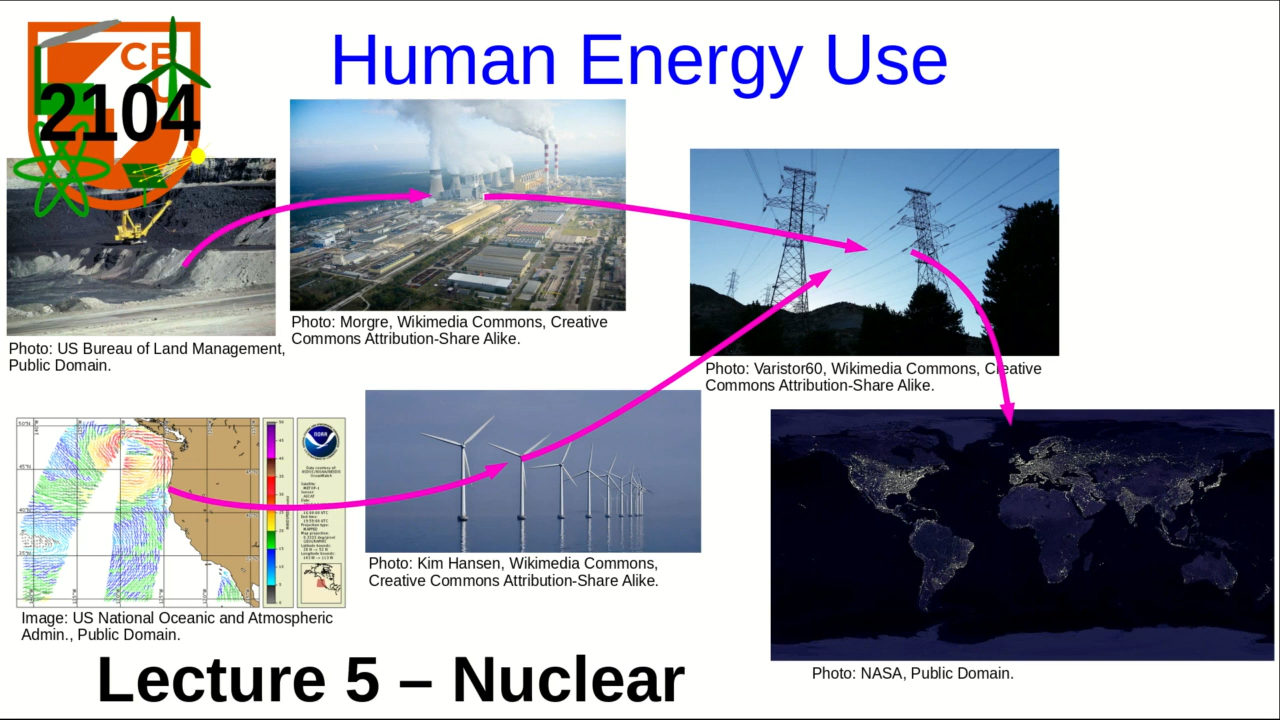 Human Energy Use
2104
Photo: Morgre, Wikimedia Commons, Creative
Commons Attribution-Share Alike.
Photo: US Bureau of Land Management,
Public Domain.
Photo: Varistor60, Wikimedia Commons, Creative
Commons Attribution-Share Alike.
NOAA
Photo: Kim Hansen, Wikimedia Commons,
Creative Commons Attribution-Share Alike.
Image: US National Oceanic and Atmospheric
Admin., Public Domain.
Lecture 5 – Nuclear
Photo: NASA, Public Domain.